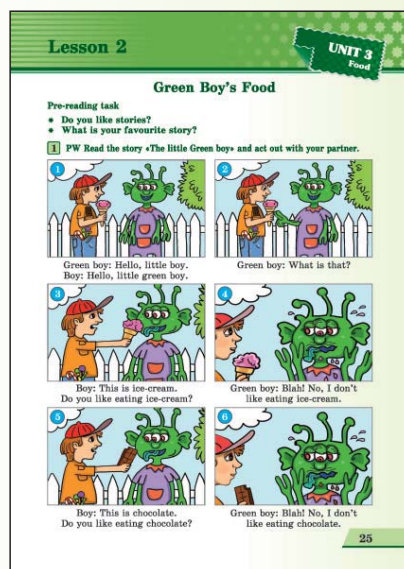 Lesson 2
UNIT 3
Food
Green Boy's Food
Pre-reading task
* Do you like stories?
* What is your favourite story?
1 PW Read the story «The little Green boy» and act out with your partner.
1
Green boy: Hello, little boy.
Boy: Hello, little green boy.
2
Green boy: What is that?
3
Boy: This is ice-cream.
Do you like eating ice-cream?
4
Green boy: Blah! No, I don't
like eating ice-cream.
5
Boy: This is chocolate.
Do you like eating chocolate?
6
Green boy: Blah! No, I don't
like eating chocolate.
25